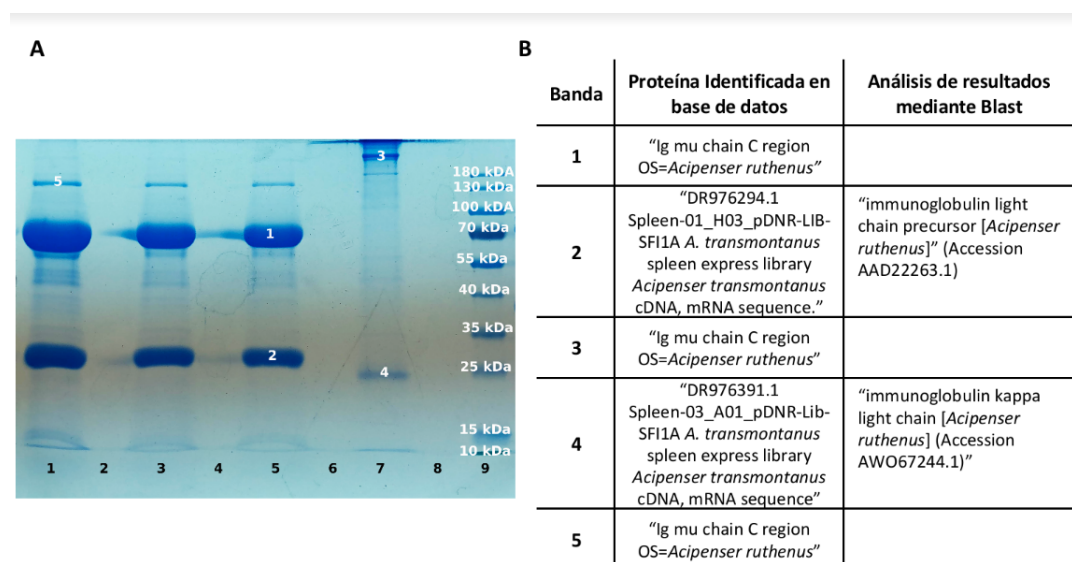 A
5
3
1
2
4
180 kDA
130 kDa
100 kDA
70 kDa
55 kDa
40 kDa
35 kDa
25 kDa
15 kDa
10 kDa
1 2 3 4 5 6 7 8 9
B
Banda
Proteína Identificada en
base de datos
Análisis de resultados
mediante Blast
1
“Ig mu chain C region
OS=Acipenser ruthenus”
2
“DR976294.1
Spleen-01_H03_pDNR-LIB-
SFI1A A. transmontanus
spleen express library
Acipenser transmontanus
cDNA, mRNA sequence.”
“immunoglobulin light
chain precursor [Acipenser
ruthenus]” (Accession
AAD22263.1)
3
“Ig mu chain C region
OS=Acipenser ruthenus”
4
“DR976391.1
Spleen-03_A01_pDNR-Lib-
SFI1A A. transmontanus
spleen express library
Acipenser transmontanus
cDNA, mRNA sequence”
“immunoglobulin kappa
light chain [Acipenser
ruthenus] (Accession
AWO67244.1)”
5
“Ig mu chain C region
OS=Acipenser ruthenus”